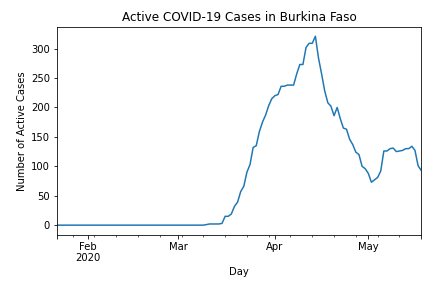 Active COVID-19 Cases in Burkina Faso
300
250
200
150
100
50
0
Number of Active Cases
Feb Mar Apr May
2020
Day